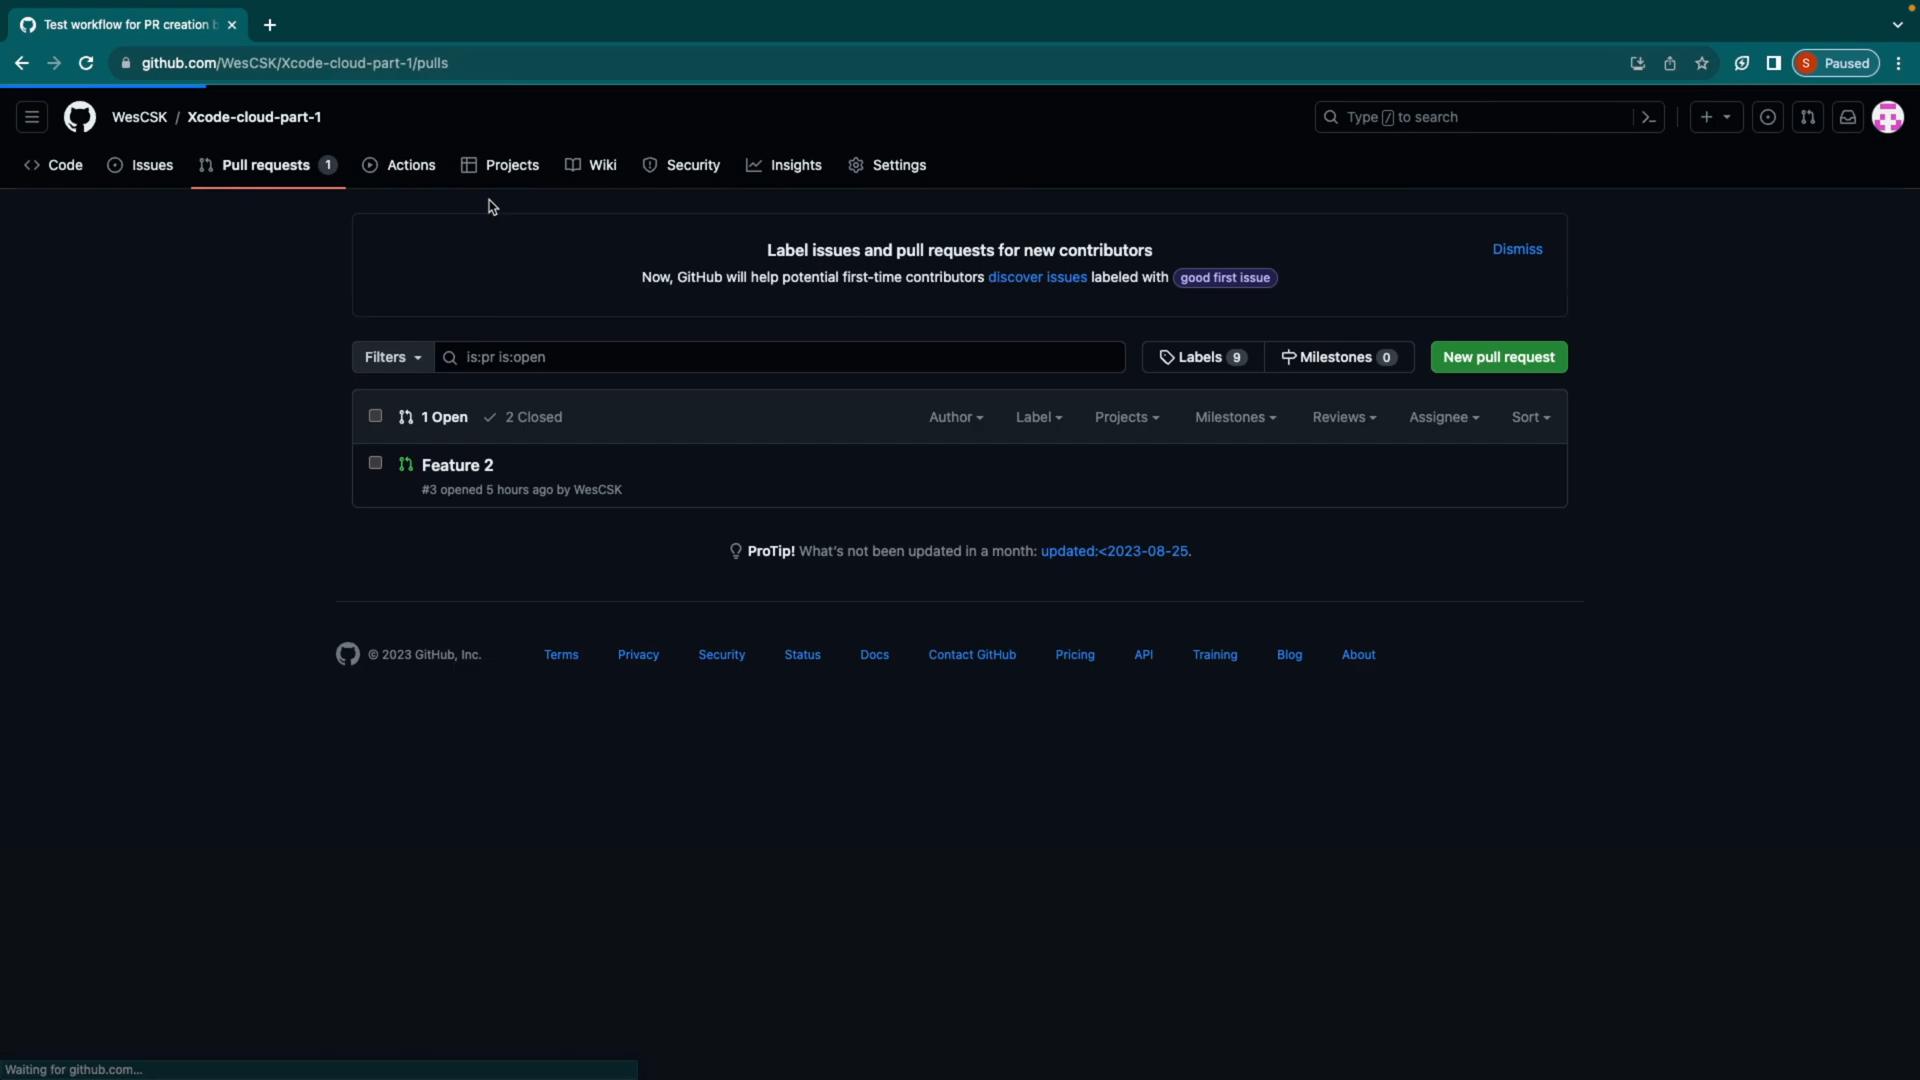 Test workflow for PR creation b
github.com/WesCSK/Xcode-cloud-part-1/pulls
S Paused
WesCSK / Xcode-cloud-part-1
Type / to search
Code
Issues
Pull requests 1
Actions
Projects
Wiki
Security
Insights
Settings
Label issues and pull requests for new contributors
Dismiss
Now, GitHub will help potential first-time contributors discover issues labeled with good first issue
Filters
is:pr is:open
Labels 9
Milestones 0
New pull request
1 Open
2 Closed
Author
Label
Projects
Milestones
Reviews
Assignee
Sort
Feature 2
#3 opened 5 hours ago by WesCSK
ProTip! What's not been updated in a month: updated:<2023-08-25.
© 2023 GitHub, Inc.
Terms
Privacy
Security
Status
Docs
Contact GitHub
Pricing
API
Training
Blog
About
Waiting for github.com...